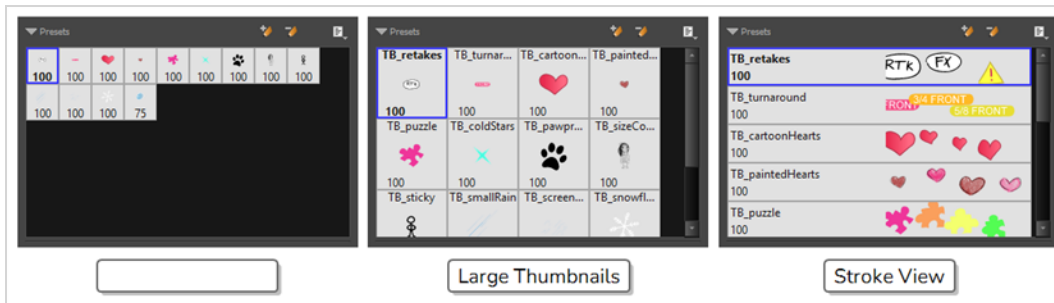 Presets
100 100 100 100 100 100 100 100 100
100 100 100 75
Presets
TB_retakes TB_turnar... TB_cartoon... TB_painted...
RTK
100 100 100 100
TB_puzzle TB_coldStars TB_pawpr... TB_sizeCo...
100 100 100 100
TB_sticky TB_smallRain TB_screen... TB_snowfl...
Presets
TB_retakes
100
RTK FX
TB_turnaround
100
FRONT 3/4 FRONT
5/8 FRONT
TB_cartoonHearts
100
TB_paintedHearts
100
TB_puzzle
100
Large Thumbnails
Stroke View